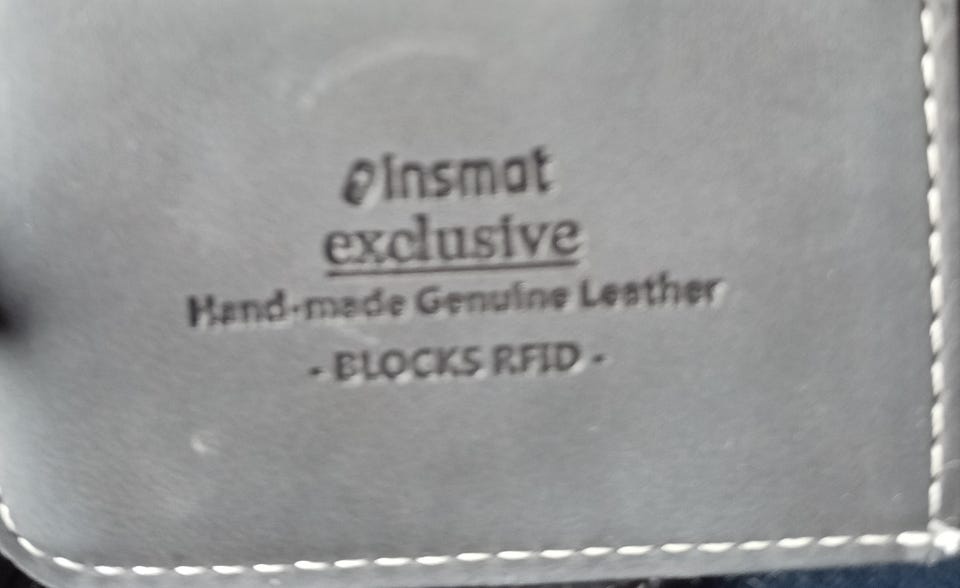 insmat
exclusive
Hand-made Genuine Leather
- BLOCKS RFID -